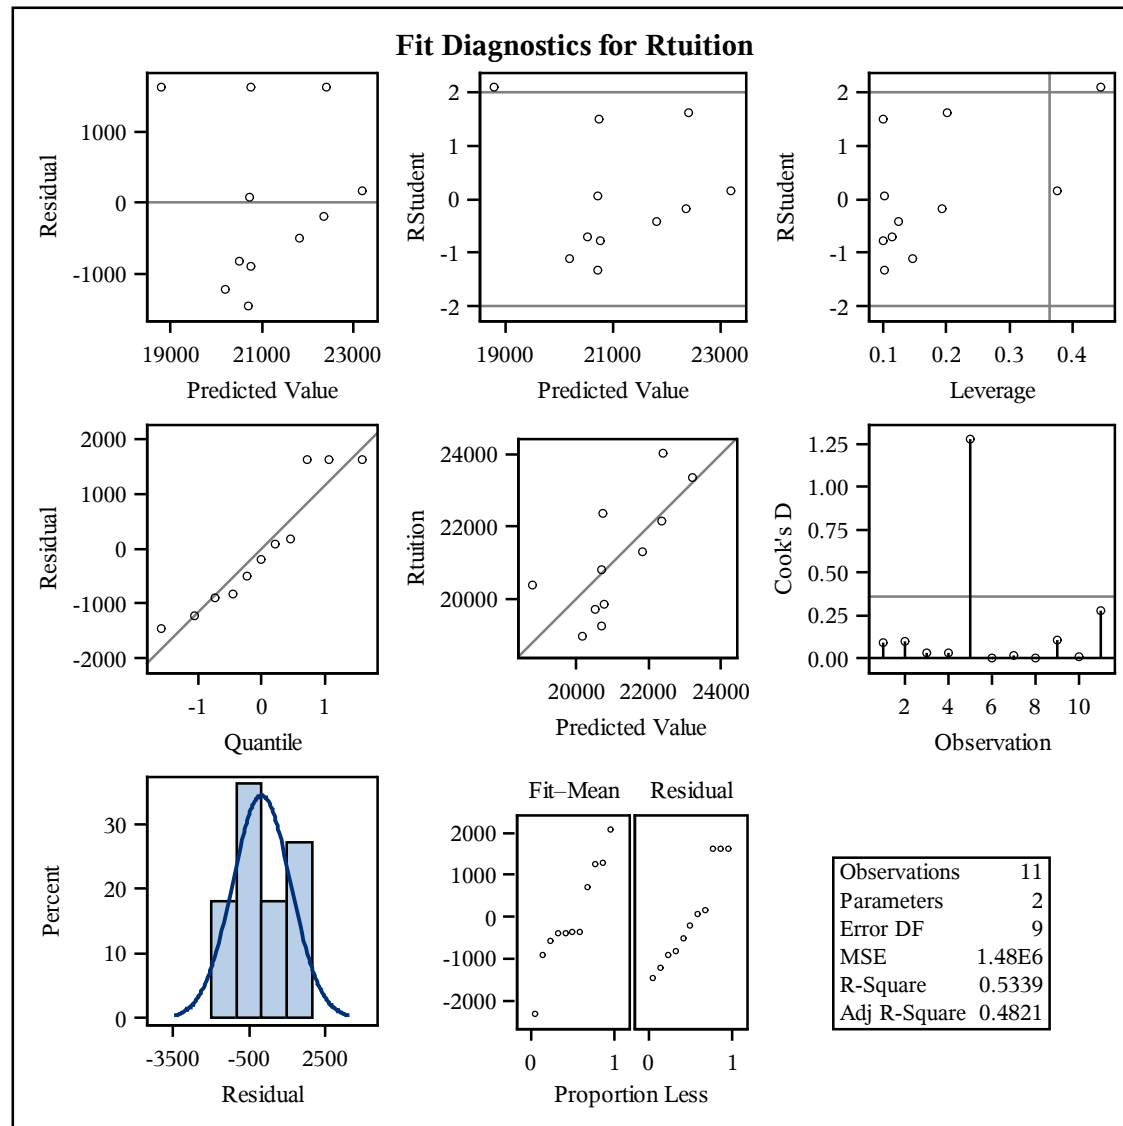 Fit Diagnostics for Rtuition
Residual
1000
0
-1000
19000 21000 23000
Predicted Value
RStudent
2
1
0
-1
-2
19000 21000 23000
Predicted Value
RStudent
2
1
0
-1
-2
0.1 0.2 0.3 0.4
Leverage
Residual
2000
1000
0
-1000
-2000
-1 0 1
Quantile
Rtuition
24000
22000
20000
20000 22000 24000
Predicted Value
Cook's D
1.25
1.00
0.75
0.50
0.25
0.00
2 4 6 8 10
Observation
Percent
30
20
10
0
-3500 -500 2500
Residual
Fit–Mean Residual
2000
1000
0
-1000
-2000
0 1 0 1
Proportion Less
Observations 11
Parameters 2
Error DF 9
MSE 1.48E6
R-Square 0.5339
Adj R-Square 0.4821